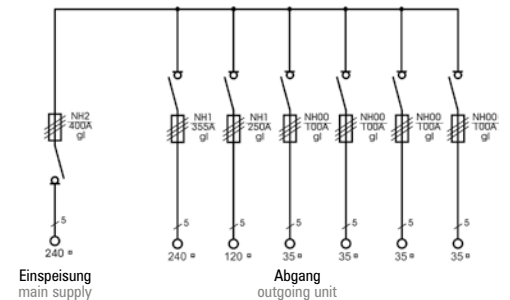 NH2
400A
gl
NH1
355A
gl
NH1
250A
gl
NH00
100A
gl
NH00
100A
gl
NH00
100A
gl
NH00
100A
gl
5
5
5
5
5
5
5
240 ¤
240 ¤
120 ¤
35 ¤
35 ¤
35 ¤
35 ¤
Einspeisung
main supply
Abgang
outgoing unit